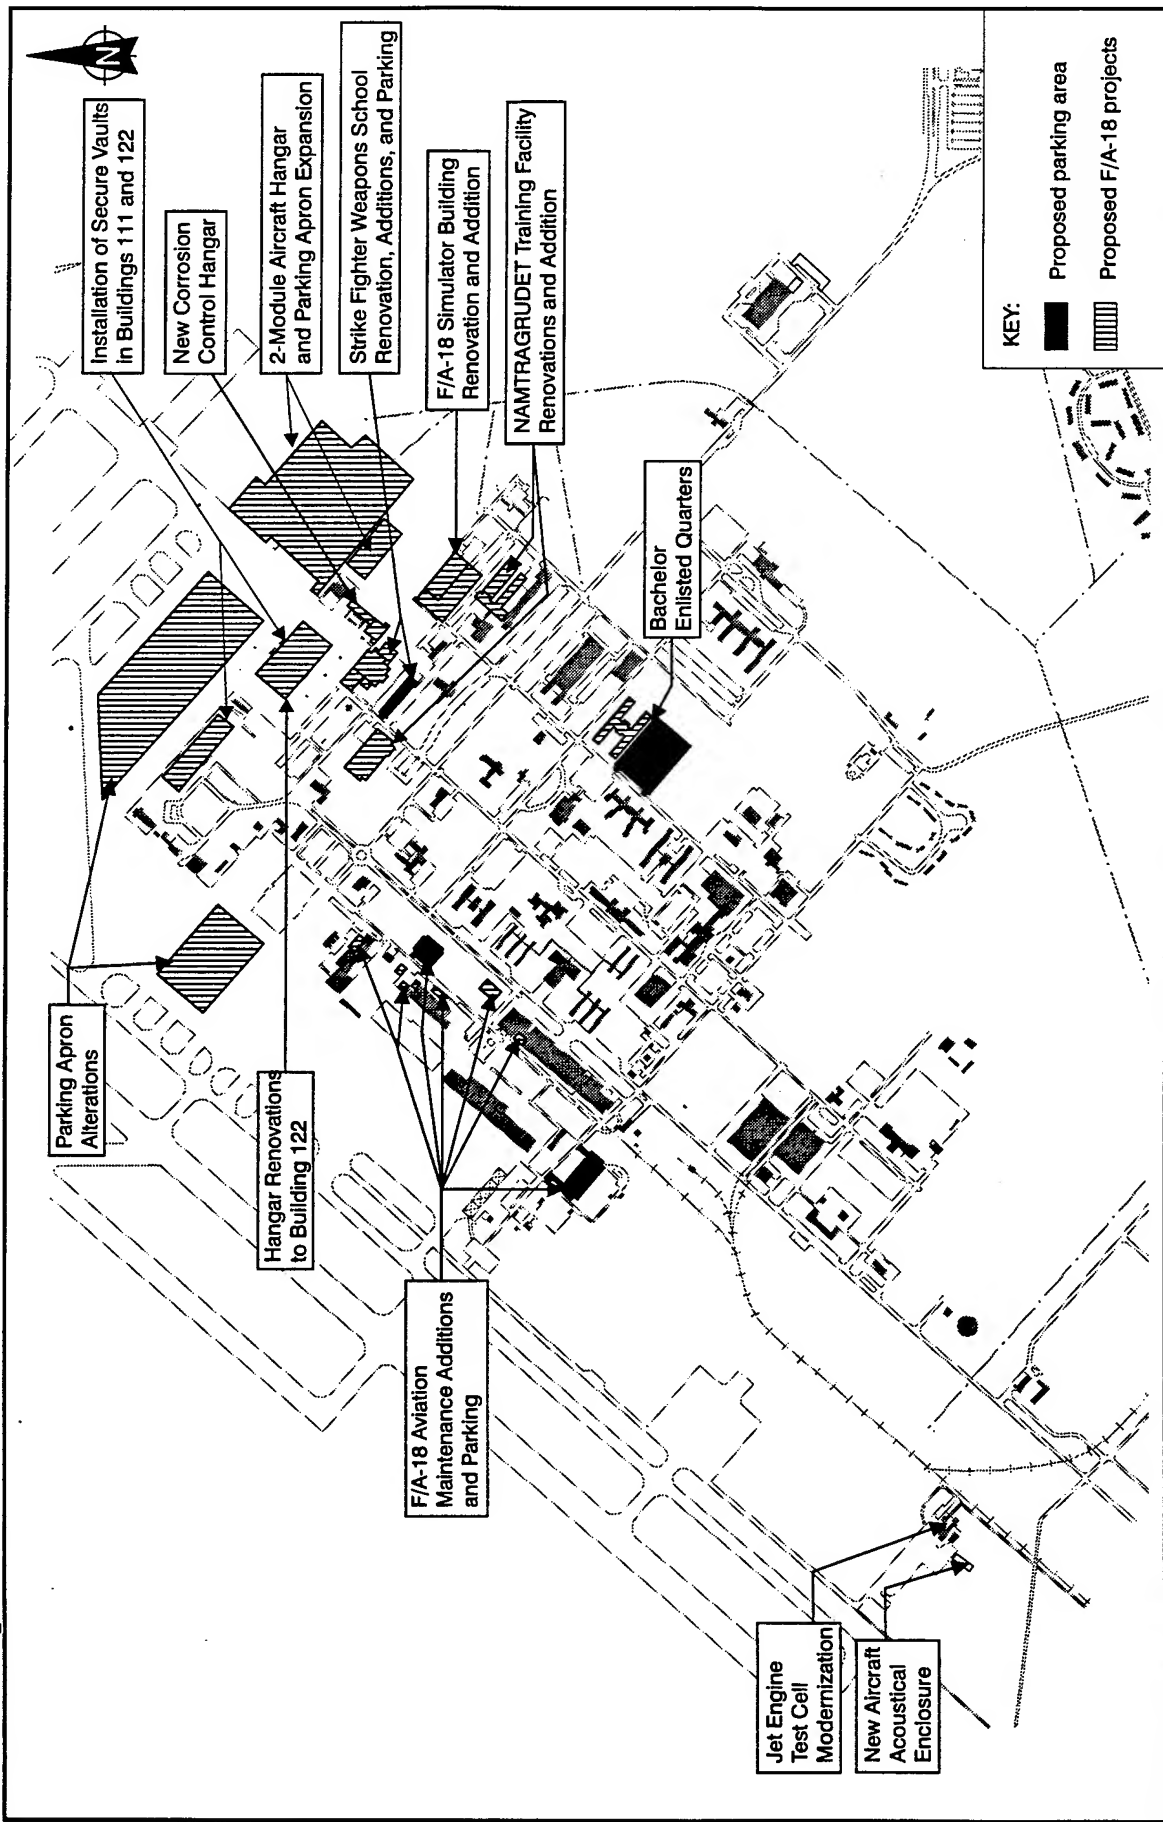 N
Installation of Secure Vaults
in Buildings 111 and 122
New Corrosion
Control Hangar
2-Module Aircraft Hangar
and Parking Apron Expansion
Strike Fighter Weapons School
Renovation, Additions, and Parking
F/A-18 Simulator Building
Renovation and Addition
NAMTRAGRUDET Training Facility
Renovations and Addition
Bachelor
Enlisted Quarters
Parking Apron
Alterations
Hangar Renovations
to Building 122
F/A-18 Aviation
Maintenance Additions
and Parking
Jet Engine
Test Cell
Modernization
New Aircraft
Acoustical
Enclosure
KEY:
Proposed parking area
Proposed F/A-18 projects